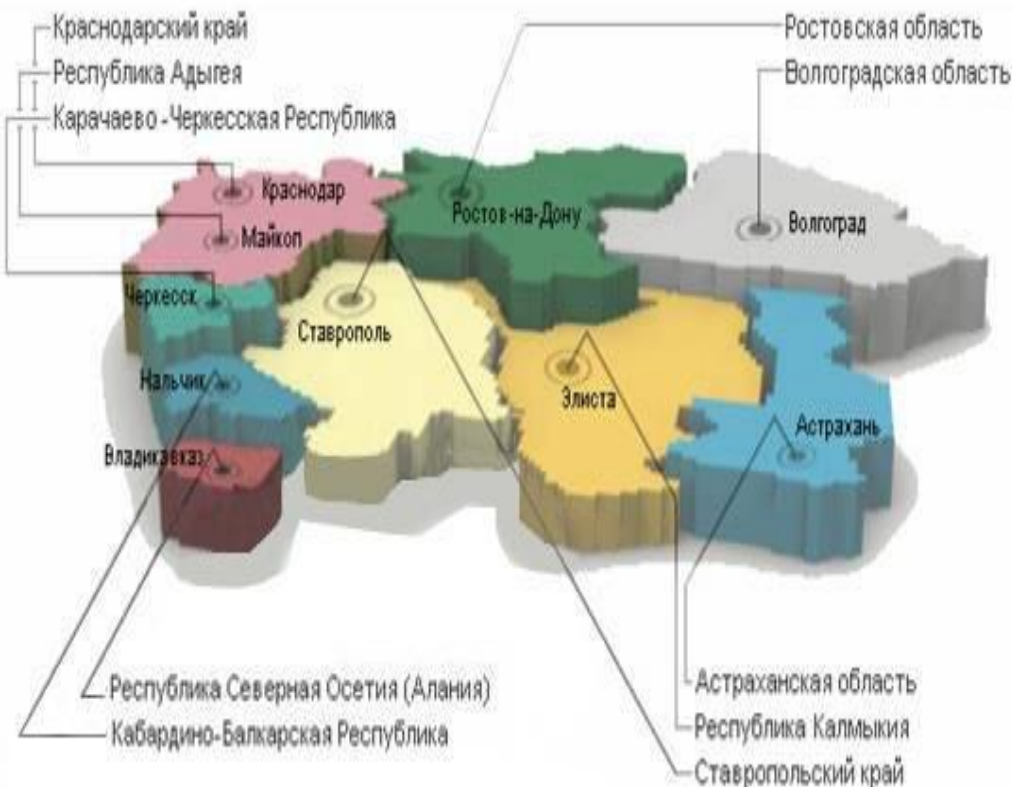 Краснодарский край
Республика Адыгея
Карачаево -Черкесская Республика
Ростовская область
Волгоградская область
Краснодар
Майкоп
Ростов-на-Дону
Волгоград
Черкесск
Ставрополь
Нальчик
Элиста
Владикавказ
Астрахань
Республика Северная Осетия (Алания)
Кабардино-Балкарская Республика
Астраханская область
Республика Калмыкия
Ставропольский край